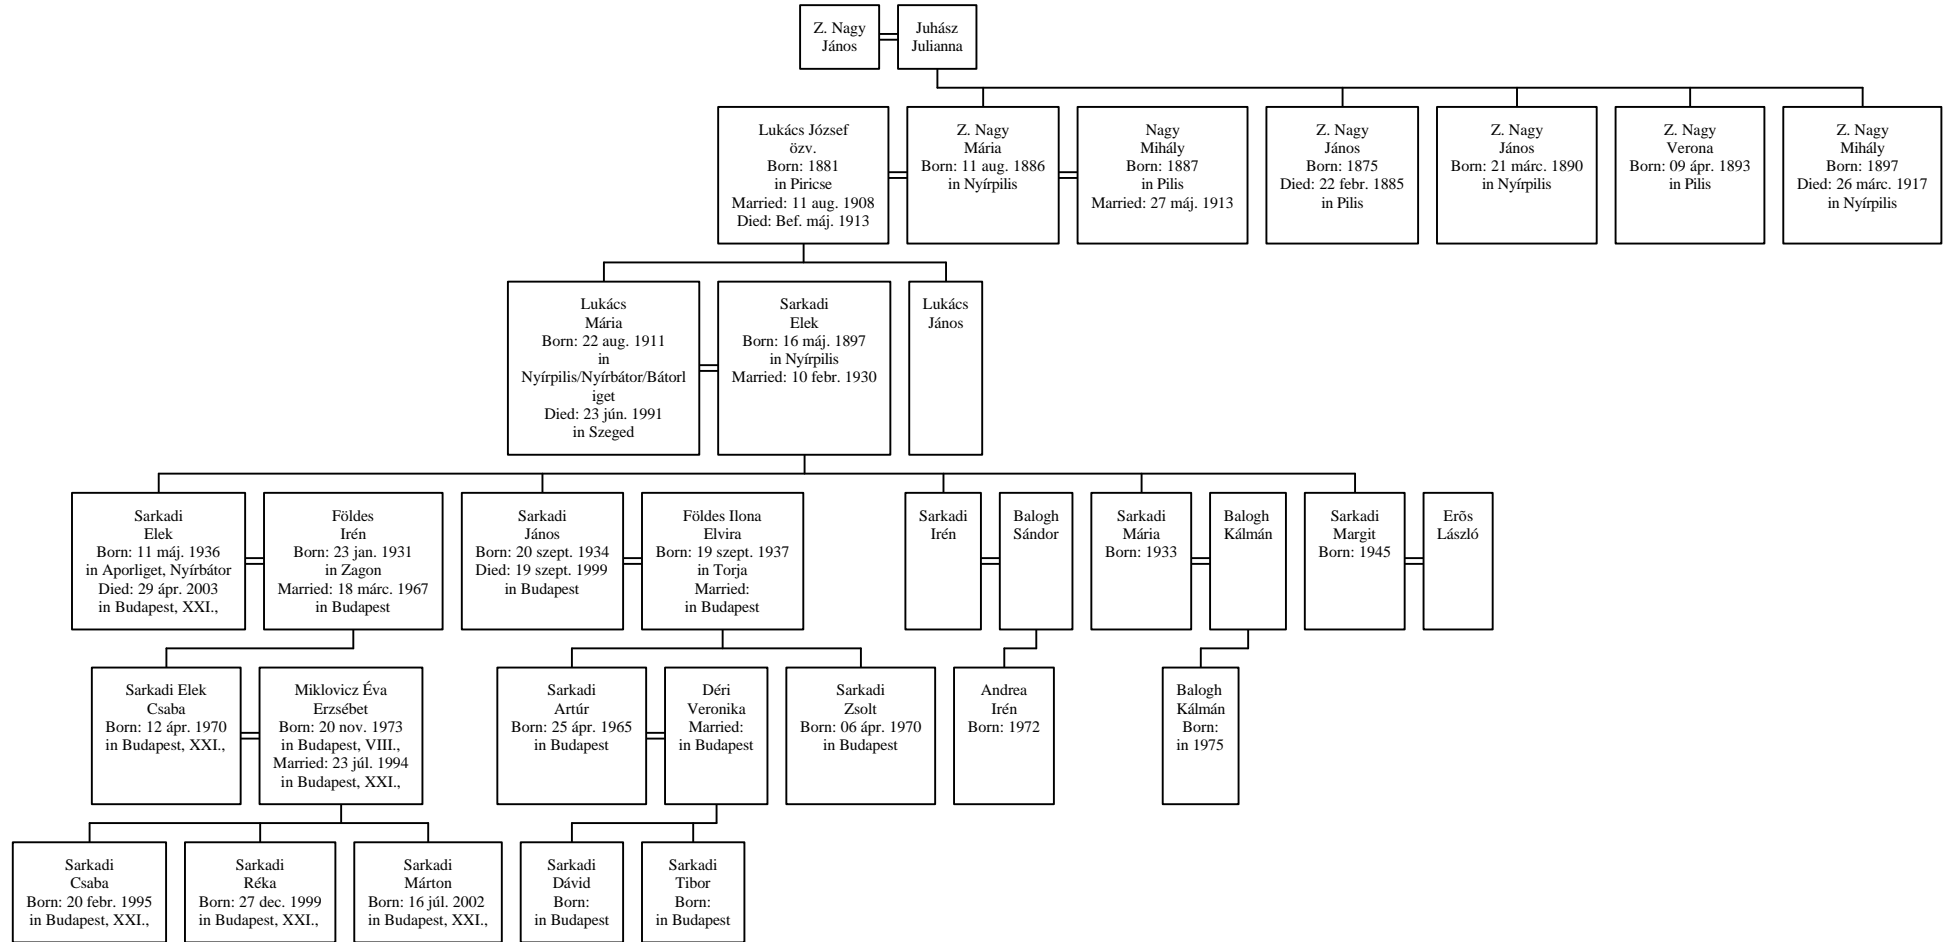 Z. Nagy
János
Juhász
Julianna
Lukács József
özv.
Born: 1881
in Piricse
Married: 11 aug. 1908
Died: Bef. máj. 1913
Z. Nagy
Mária
Born: 11 aug. 1886
in Nyírpilis
Nagy
Mihály
Born: 1887
in Pilis
Married: 27 máj. 1913
Z. Nagy
János
Born: 1875
Died: 22 febr. 1885
in Pilis
Z. Nagy
János
Born: 21 márc. 1890
in Nyírpilis
Z. Nagy
Verona
Born: 09 ápr. 1893
in Pilis
Z. Nagy
Mihály
Born: 1897
Died: 26 márc. 1917
in Nyírpilis
Lukács
Mária
Born: 22 aug. 1911
in
Nyírpilis/Nyírbátor/Bátorl
iget
Died: 23 jún. 1991
in Szeged
Sarkadi
Elek
Born: 16 máj. 1897
in Nyírpilis
Married: 10 febr. 1930
Lukács
János
Sarkadi
Elek
Born: 11 máj. 1936
in Aporliget, Nyírbátor
Died: 29 ápr. 2003
in Budapest, XXI.,
Földes
Irén
Born: 23 jan. 1931
in Zagon
Married: 18 márc. 1967
in Budapest
Sarkadi
János
Born: 20 szept. 1934
Died: 19 szept. 1999
in Budapest
Földes Ilona
Elvira
Born: 19 szept. 1937
in Torja
Married:
in Budapest
Sarkadi
Irén
Balogh
Sándor
Sarkadi
Mária
Born: 1933
Balogh
Kálmán
Sarkadi
Margit
Born: 1945
Erõs
László
Sarkadi Elek
Csaba
Born: 12 ápr. 1970
in Budapest, XXI.,
Miklovicz Éva
Erzsébet
Born: 20 nov. 1973
in Budapest, VIII.,
Married: 23 júl. 1994
in Budapest, XXI.,
Sarkadi
Artúr
Born: 25 ápr. 1965
in Budapest
Déri
Veronika
Married:
in Budapest
Sarkadi
Zsolt
Born: 06 ápr. 1970
in Budapest
Andrea
Irén
Born: 1972
Balogh
Kálmán
Born:
in 1975
Sarkadi
Csaba
Born: 20 febr. 1995
in Budapest, XXI.,
Sarkadi
Réka
Born: 27 dec. 1999
in Budapest, XXI.,
Sarkadi
Márton
Born: 16 júl. 2002
in Budapest, XXI.,
Sarkadi
Dávid
Born:
in Budapest
Sarkadi
Tibor
Born:
in Budapest